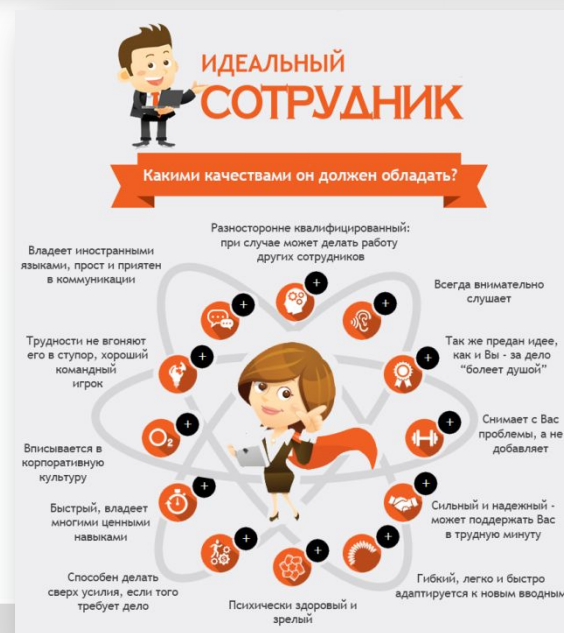 ИДЕАЛЬНЫЙ
СОТРУДНИК
Какими качествами он должен обладать?
Разносторонне квалифицированный:
при случае может делать работу
других сотрудников
Владеет иностранными
языками, прост и приятен
в коммуникации
Всегда внимательно
слушает
Трудности не вгоняют
его в ступор, хороший
командный
игрок
Так же предан идее,
как и Вы - за дело
"болеет душой"
O2
Снимает с Вас
проблемы, а не
добавляет
Вписывается в
корпоративную
культуру
Быстрый, владеет
многими ценными
навыками
Сильный и надежный -
может поддержать Вас
в трудную минуту
Способен делать
сверх усилия, если того
требует дело
Психически здоровый и
зрелый
Гибкий, легко и быстро
адаптируется к новым вводным